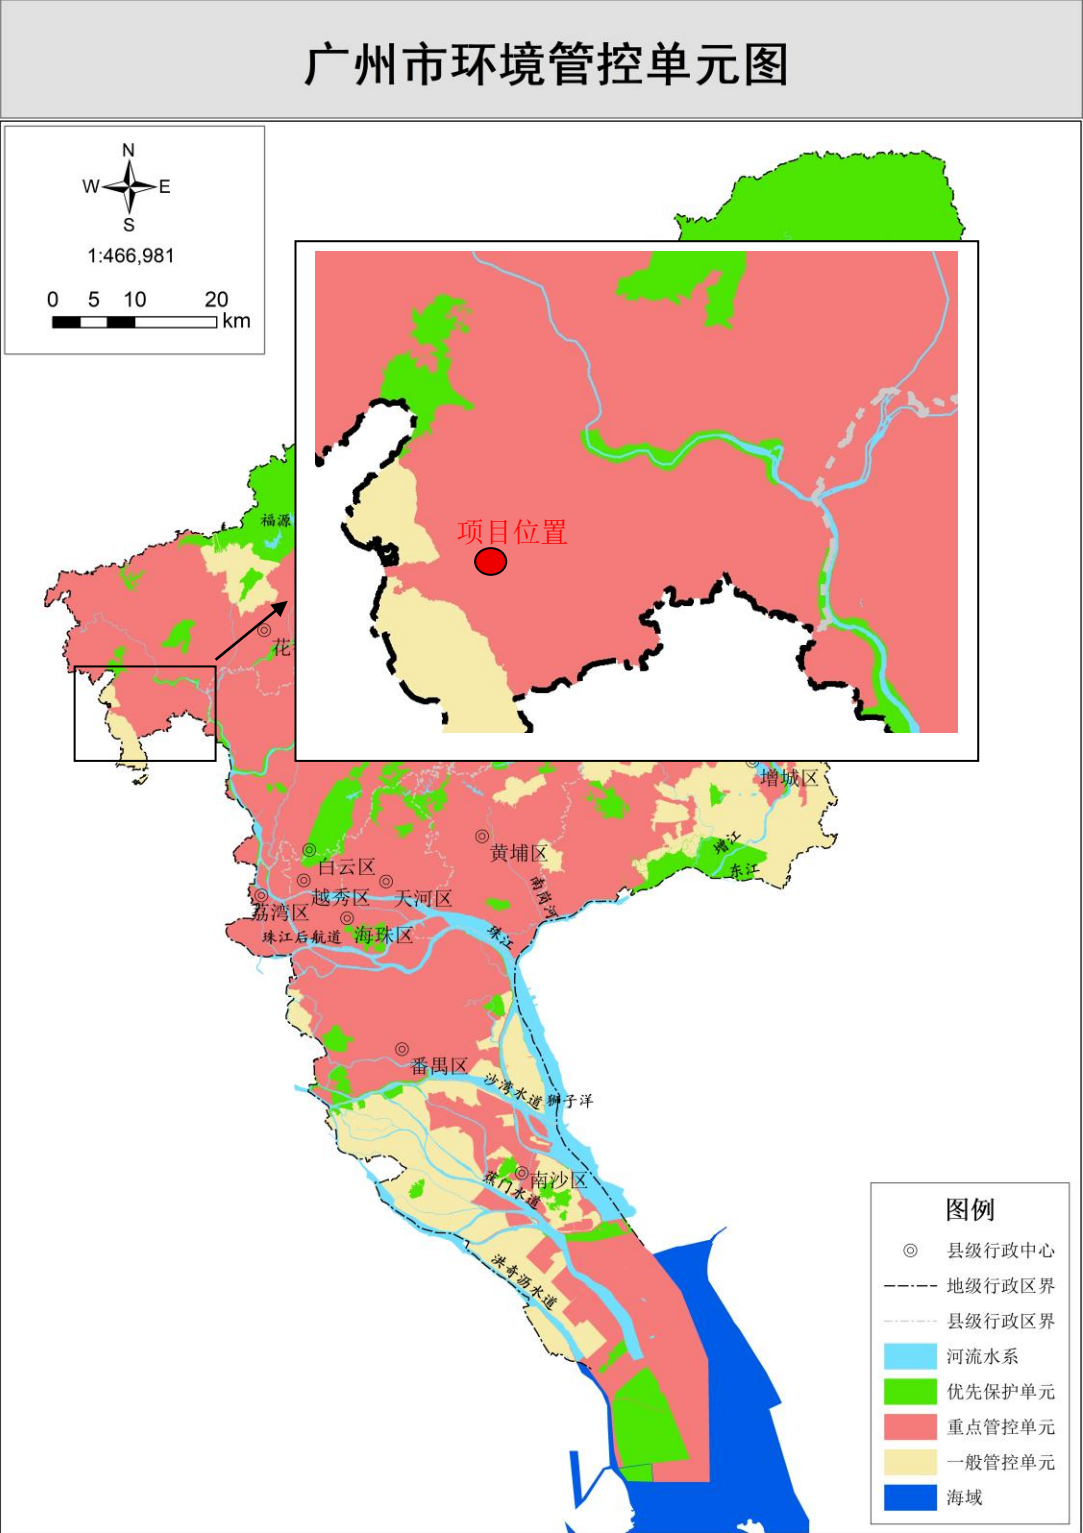 广州市环境管控单元图
N
W E
S
1:466,981
0 5 10 20
km
项目位置
福源
花
增城区
增江
东江
黄埔区
白云区
越秀区
天河区
荔湾区
南岗河
海珠区
珠江后航道
珠江
番禺区
沙湾水道
狮子洋
南沙区
蕉门水道
洪奇沥水道
图例
县级行政中心
地级行政区界
县级行政区界
河流水系
优先保护单元
重点管控单元
一般管控单元
海域